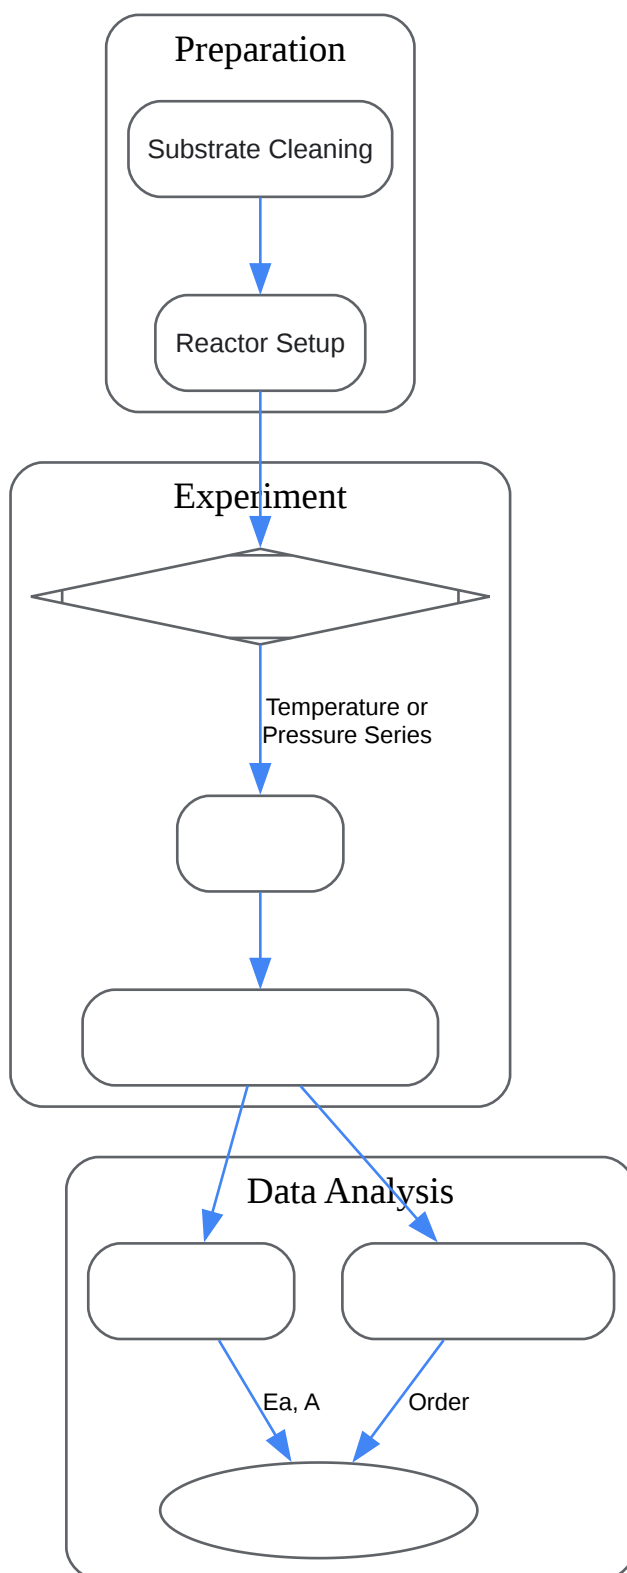 Preparation
Substrate Cleaning
Reactor Setup
Experiment
Temperature or
Pressure Series
Data Analysis
Ea, A
Order